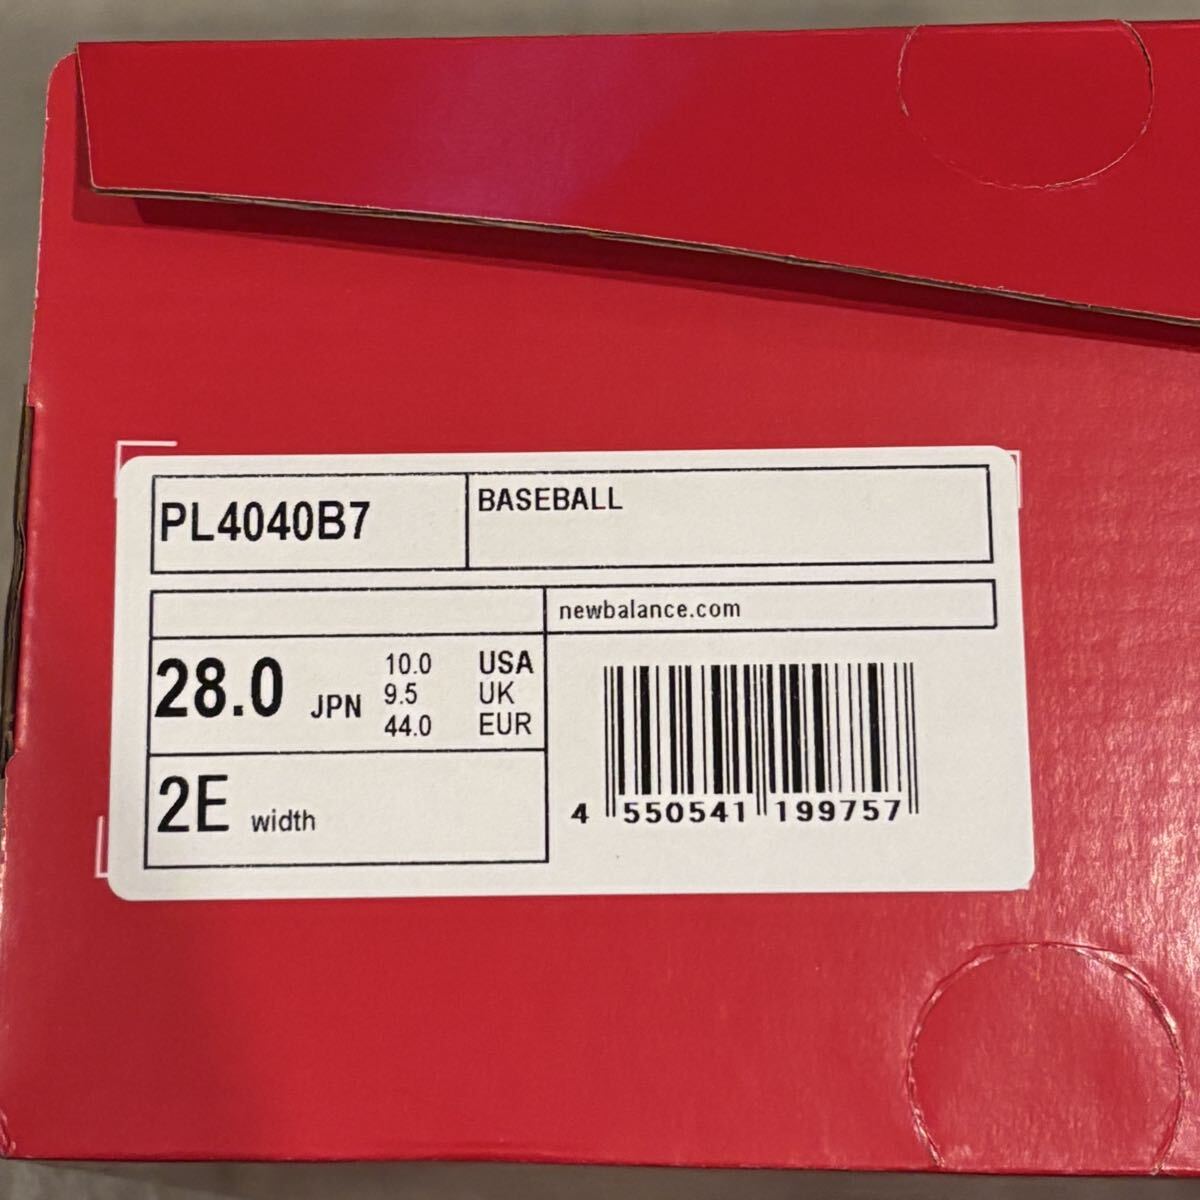 PL4040B7
BASEBALL
newbalance.com
28.0 JPN
10.0 USA
9.5 UK
44.0 EUR
2E width
4 550541 199757